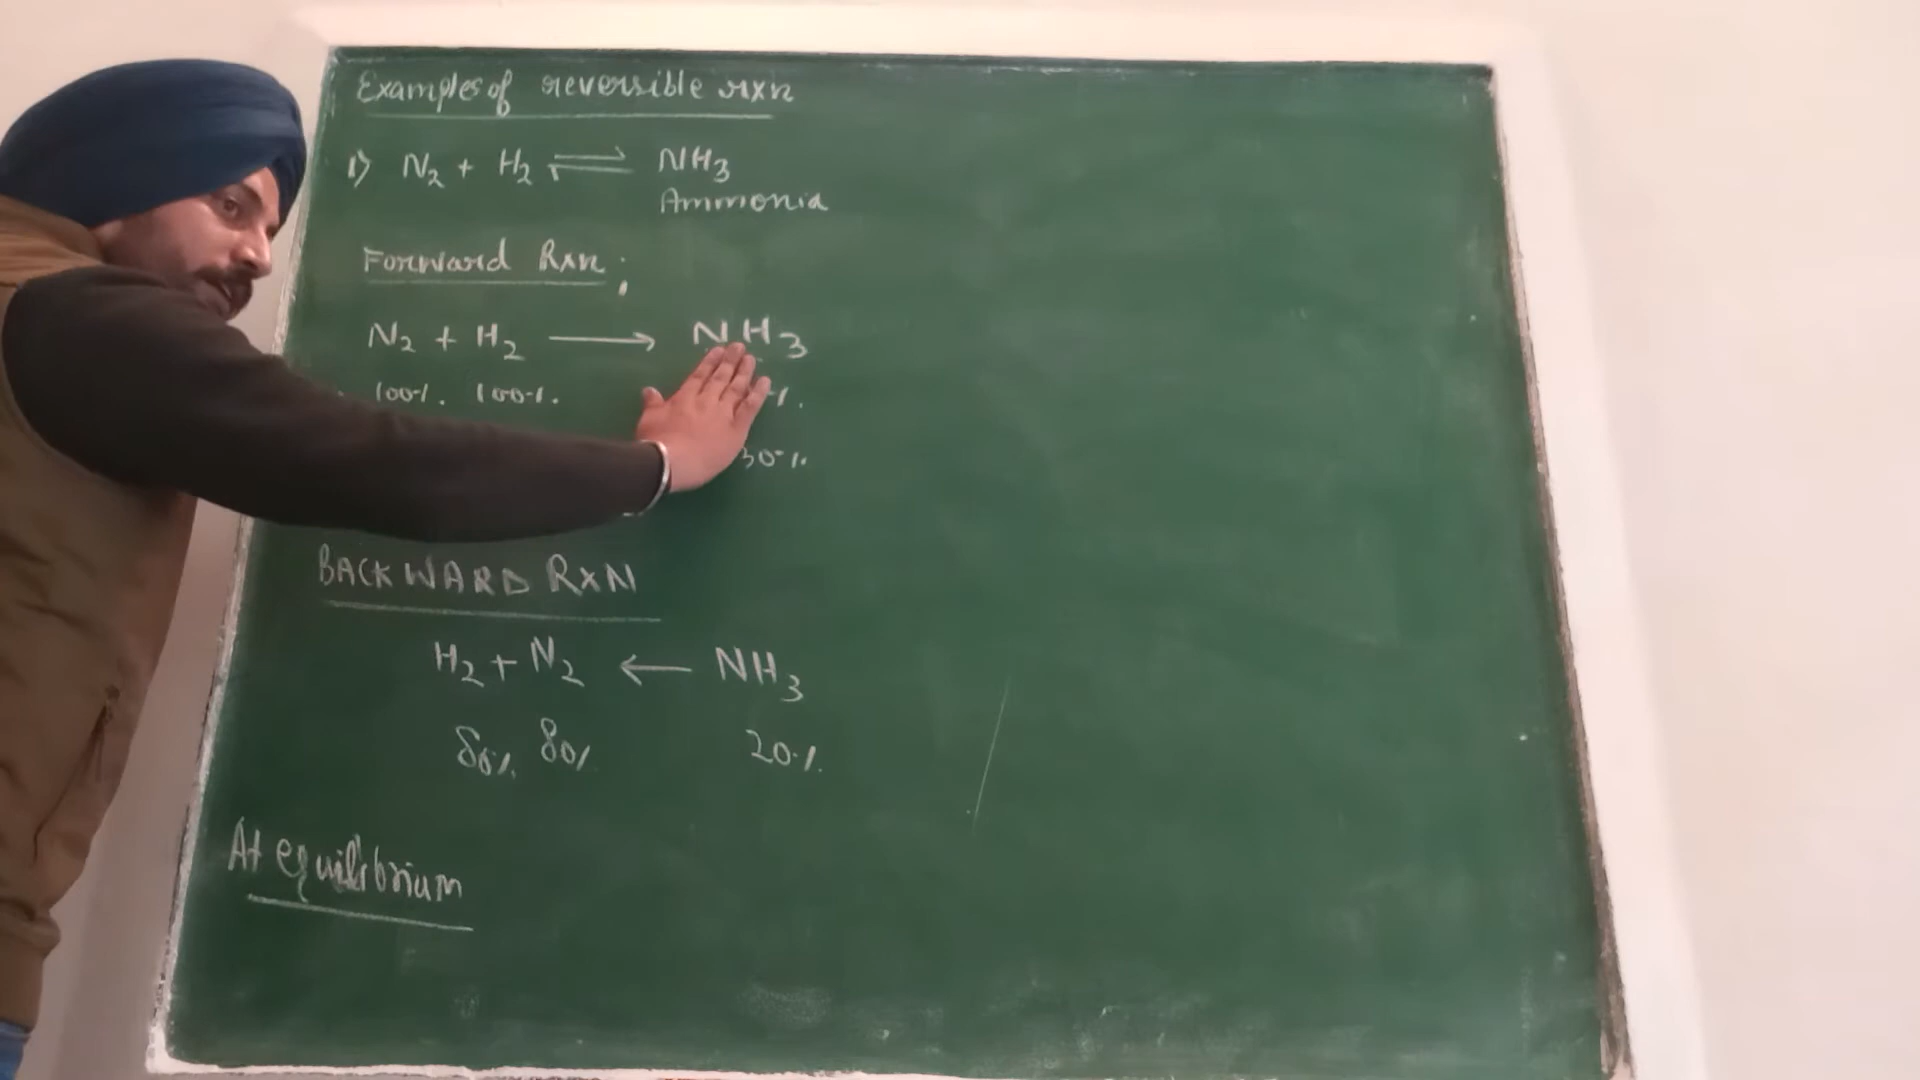 Examples of reversible rxn
1) N2 + H2 ⇌ NH3
Ammonia
Forward Rxn ;
N2 + H2 ⟶ NH3
100%. 100%. %.
30%.
BACKWARD RXN
H2 + N2 ⟵ NH3
80%. 80% 20%.
At equilibrium